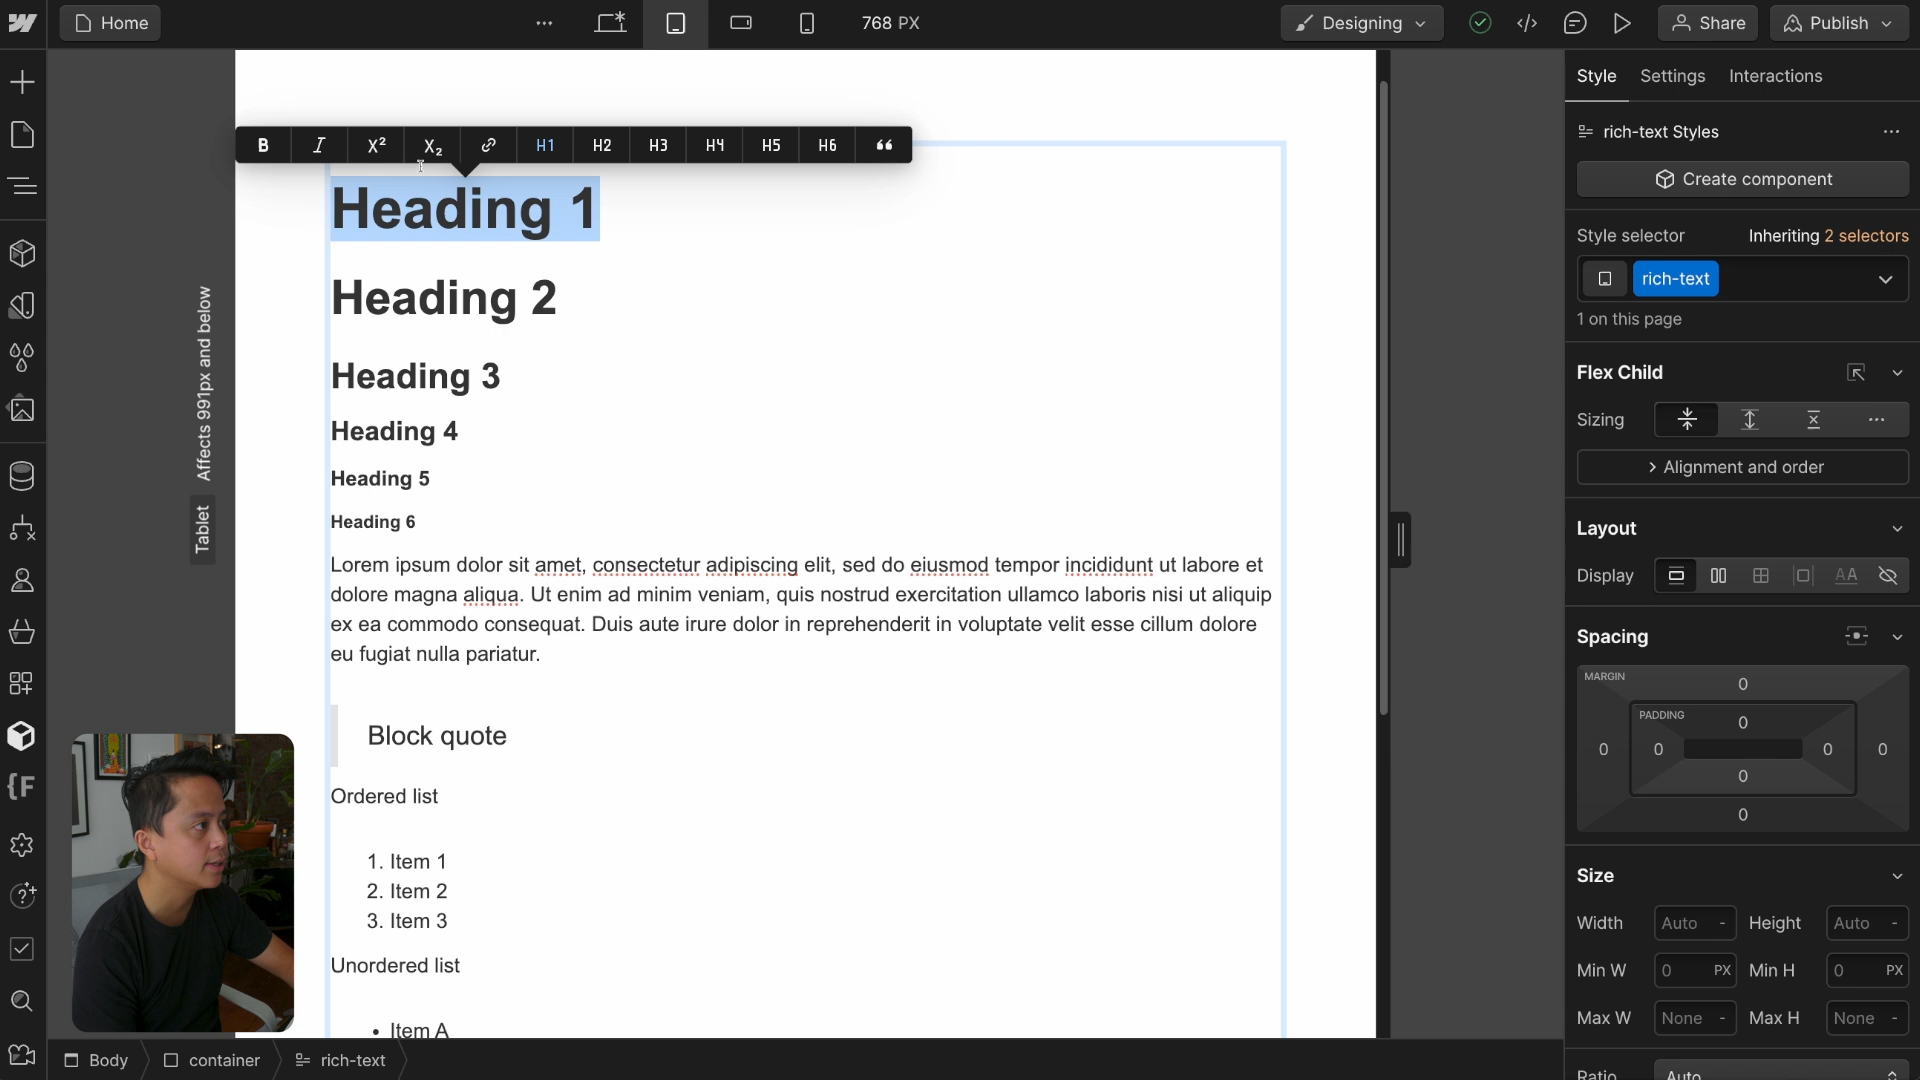 Home
768 PX
Designing
Share
Publish
B I X² X₂ H1 H2 H3 H4 H5 H6 “
Affects 991px and below
Tablet
Heading 1
Heading 2
Heading 3
Heading 4
Heading 5
Heading 6
Lorem ipsum dolor sit amet, consectetur adipiscing elit, sed do eiusmod tempor incididunt ut labore et
dolore magna aliqua. Ut enim ad minim veniam, quis nostrud exercitation ullamco laboris nisi ut aliquip
ex ea commodo consequat. Duis aute irure dolor in reprehenderit in voluptate velit esse cillum dolore
eu fugiat nulla pariatur.
Block quote
Ordered list
1. Item 1
2. Item 2
3. Item 3
Unordered list
• Item A
Body
container
rich-text
Style Settings Interactions
rich-text Styles
Create component
Style selector Inheriting 2 selectors
rich-text
1 on this page
Flex Child
Sizing
> Alignment and order
Layout
Display
AA
Spacing
MARGIN
0
PADDING
0
0 0 0 0
0
0
Size
Width Auto - Height Auto -
Min W 0 PX Min H 0 PX
Max W None - Max H None -
Ratio Auto